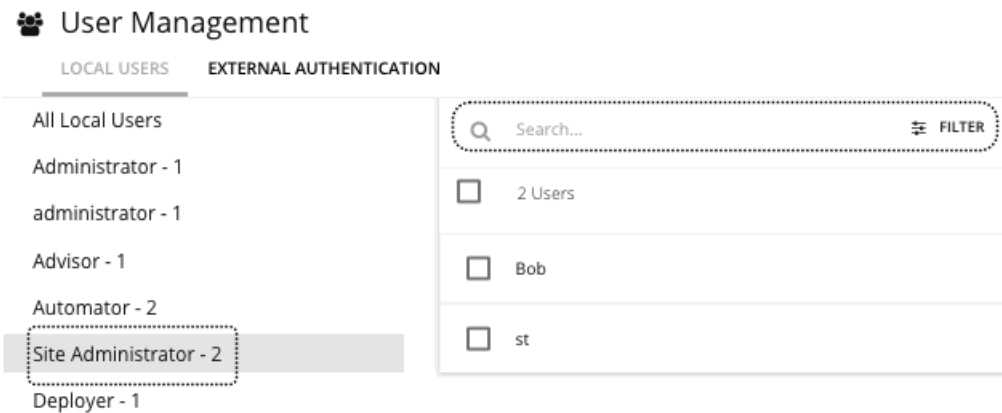 User Management
LOCAL USERS EXTERNAL AUTHENTICATION
All Local Users
Administrator - 1
administrator - 1
Advisor - 1
Automator - 2
Site Administrator - 2
Deployer - 1
Search... FILTER
2 Users
Bob
st